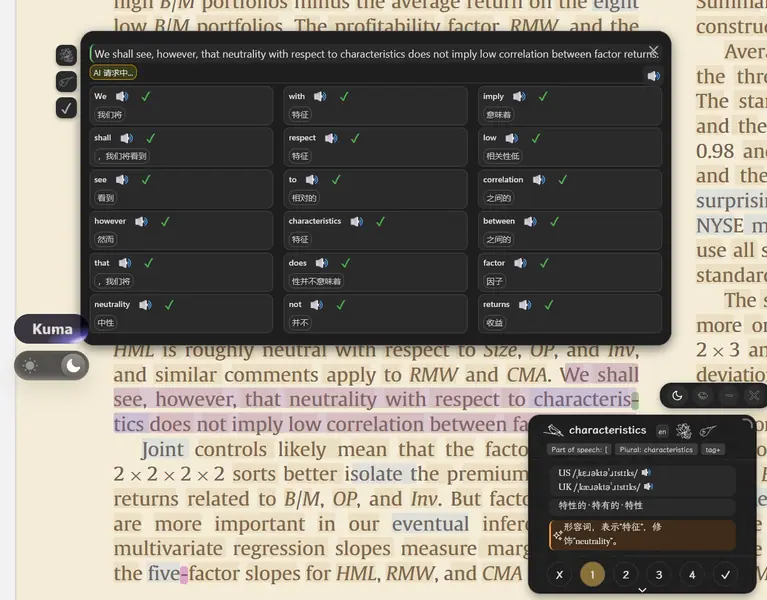 high B/M portfolios minus the average return on the eight
low B/M portfolios. The profitability factor, RMW, and the
We shall see, however, that neutrality with respect to characteristics does not imply low correlation between factor returns.
AI 请求中...
We
我们将
shall
，我们将看到
see
看到
however
然而
that
，我们将
neutrality
中性
with
特征
respect
特征
to
相对的
characteristics
特征
does
性并不意味着
not
并不
imply
意味着
low
相关性低
correlation
之间的
between
之间的
factor
因子
returns
收益
Kuma
HML is roughly neutral with respect to Size, OP, and Inv,
and similar comments apply to RMW and CMA. We shall
see, however, that neutrality with respect to characteris-
tics does not imply low correlation between fa
Joint controls likely mean that the facto
2 × 2 × 2 × 2 sorts better isolate the premium
returns related to B/M, OP, and Inv. But fact
are more important in our eventual infere
multivariate regression slopes measure marg
the five-factor slopes for HML, RMW, and CMA
Summa
constru
Avera
the thr
The star
and the
0.98 and
and the
surprisin
NYSE m
use all s
standard
The s
more or
2 × 3 an
deviatio
characteristics
en
Part of speech: [
Plural: characteristics
tag+
US /ˌkɛɹəktəˈɹɪstɪks/
UK /ˌkæɹəktəˈɹɪstɪks/
特性的·特有的·特性
形容词，表示“特征”，修
饰"neutrality"。
X
1
2
3
4